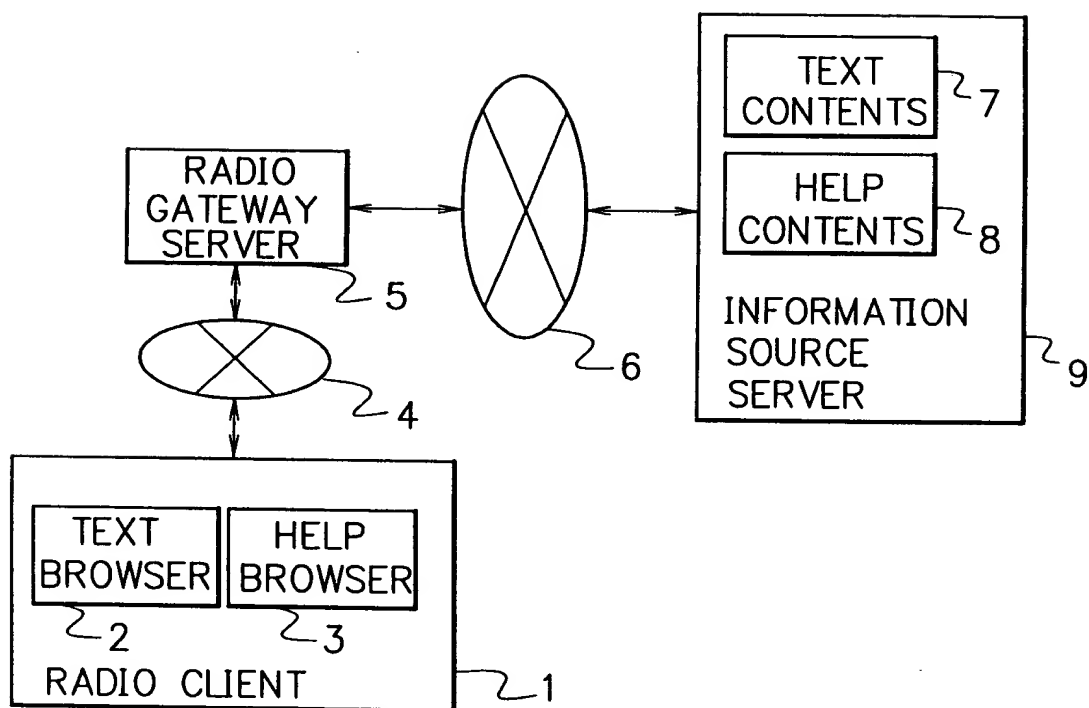 TEXT
CONTENTS
7
HELP
CONTENTS
8
INFORMATION
SOURCE
SERVER
9
RADIO
GATEWAY
SERVER
5
6
4
TEXT
BROWSER
2
HELP
BROWSER
3
RADIO CLIENT
1